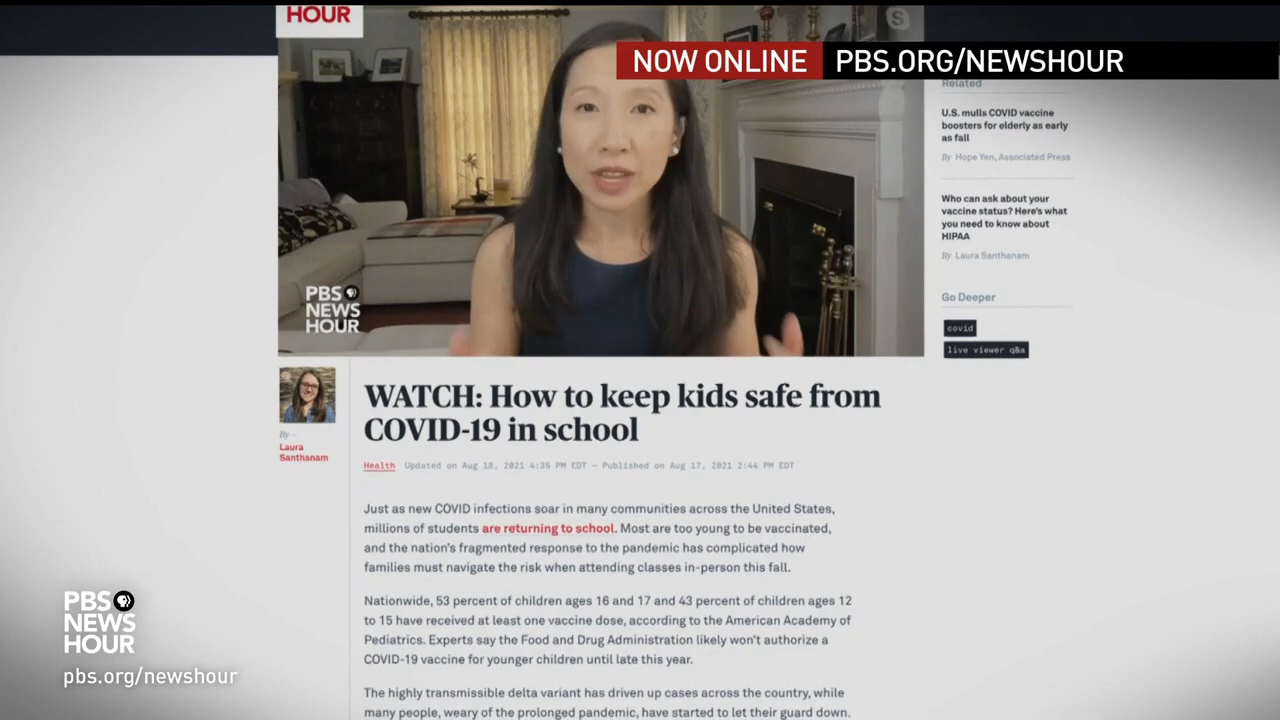 HOUR
NOW ONLINE
PBS.ORG/NEWSHOUR
S
PBS
NEWS
HOUR
Related
U.S. mulls COVID vaccine
boosters for elderly as early
as fall
By Hope Yen, Associated Press
Who can ask about your
vaccine status? Here's what
you need to know about
HIPAA
By Laura Santhanam
Go Deeper
covid
live viewer q&a
By —
Laura
Santhanam
WATCH: How to keep kids safe from
COVID-19 in school
Health Updated on Aug 18, 2021 4:35 PM EDT — Published on Aug 17, 2021 2:44 PM EDT
Just as new COVID infections soar in many communities across the United States,
millions of students are returning to school. Most are too young to be vaccinated,
and the nation's fragmented response to the pandemic has complicated how
families must navigate the risk when attending classes in-person this fall.
Nationwide, 53 percent of children ages 16 and 17 and 43 percent of children ages 12
to 15 have received at least one vaccine dose, according to the American Academy of
Pediatrics. Experts say the Food and Drug Administration likely won't authorize a
COVID-19 vaccine for younger children until late this year.
The highly transmissible delta variant has driven up cases across the country, while
many people, weary of the prolonged pandemic, have started to let their guard down.
PBS
NEWS
HOUR
pbs.org/newshour